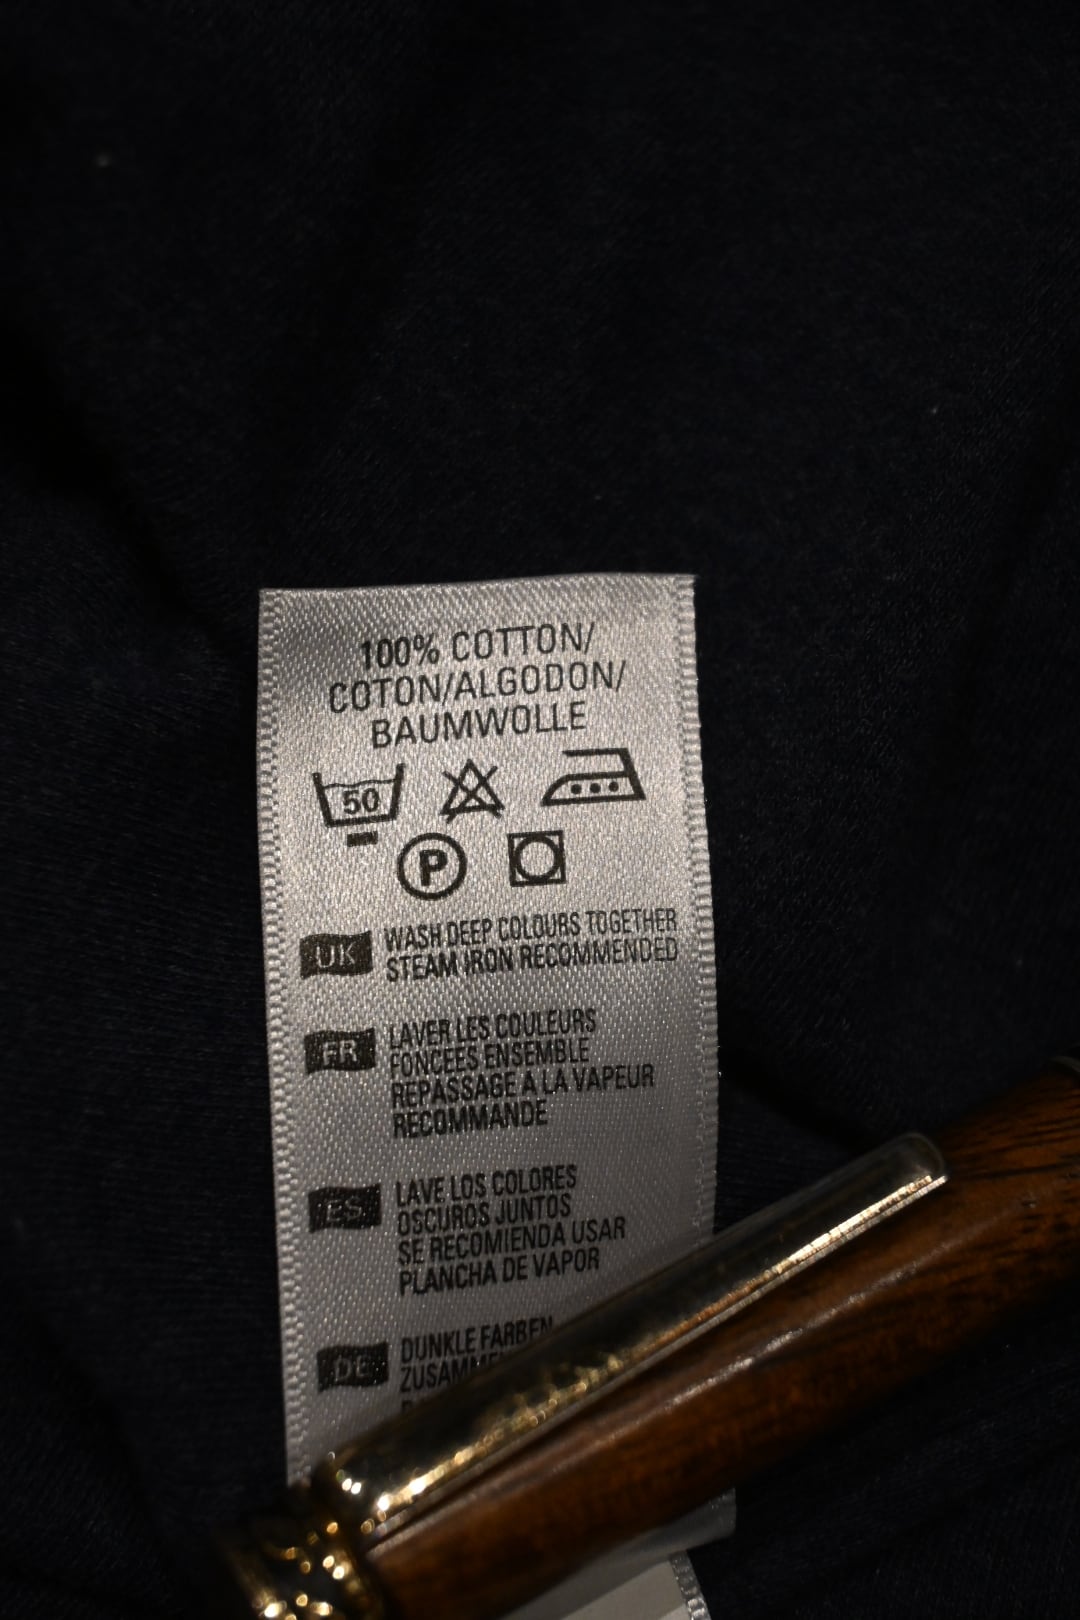 100% COTTON/
COTON/ALGODON/
BAUMWOLLE
50
P
UK
WASH DEEP COLOURS TOGETHER
STEAM IRON RECOMMENDED
FR
LAVER LES COULEURS
FONCEES ENSEMBLE
REPASSAGE A LA VAPEUR
RECOMMANDE
ES
LAVE LOS COLORES
OSCUROS JUNTOS
SE RECOMIENDA USAR
PLANCHA DE VAPOR
DE
DUNKLE FARBEN